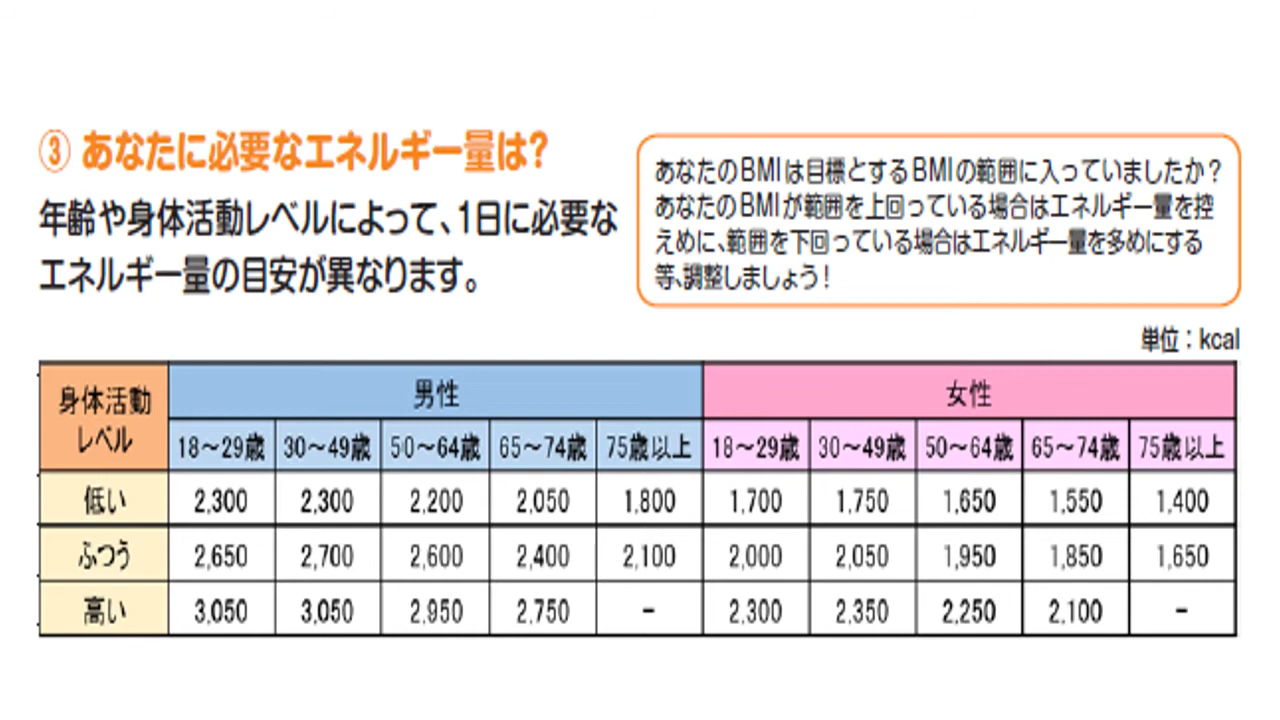 ③ あなたに必要なエネルギー量は?
年齢や身体活動レベルによって、1日に必要な
エネルギー量の目安が異なります。
あなたのBMIは目標とするBMIの範囲に入っていましたか?
あなたのBMIが範囲を上回っている場合はエネルギー量を控
えめに、範囲を下回っている場合はエネルギー量を多めにする
等、調整しましょう!
単位:kcal
身体活動
レベル
男性 女性
18〜29歳 30〜49歳 50〜64歳 65〜74歳 75歳以上 18〜29歳 30〜49歳 50〜64歳 65〜74歳 75歳以上
低い 2,300 2,300 2,200 2,050 1,800 1,700 1,750 1,650 1,550 1,400
ふつう 2,650 2,700 2,600 2,400 2,100 2,000 2,050 1,950 1,850 1,650
高い 3,050 3,050 2,950 2,750 − 2,300 2,350 2,250 2,100 −